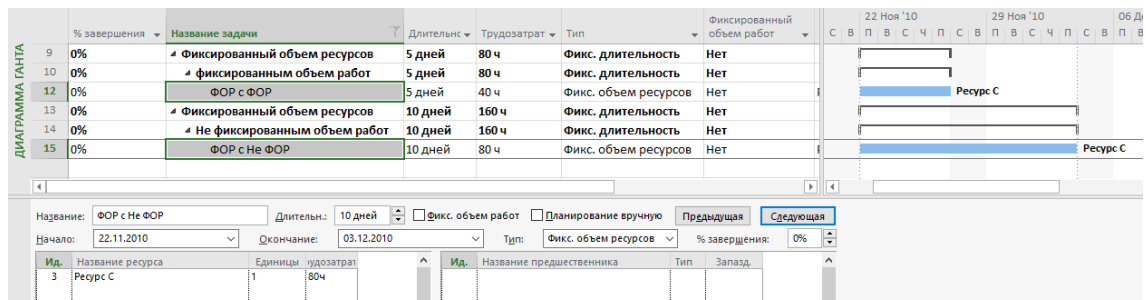 Фиксированный 22 Ноя '10 29 Ноя '10 06 Д
% завершения Название задачи Длительнс Трудозатрат Тип объем работ С В П В С Ч П С В П В С Ч П С В П В
ДИАГРАММА ГАНТА
9 0% Фиксированный объем ресурсов 5 дней 80 ч Фикс. длительность Нет
10 0% фиксированным объем работ 5 дней 80 ч Фикс. длительность Нет
12 0% ФОР с ФОР 5 дней 40 ч Фикс. объем ресурсов Нет Ресурс С
13 0% Фиксированный объем ресурсов 10 дней 160 ч Фикс. длительность Нет
14 0% Не фиксированным объем работ 10 дней 160 ч Фикс. длительность Нет
15 0% ФОР с Не ФОР 10 дней 80 ч Фикс. объем ресурсов Нет Ресурс С
Название: ФОР с Не ФОР Длительн.: 10 дней Фикс. объем работ Планирование вручную Предыдущая Следующая
Начало: 22.11.2010 Окончание: 03.12.2010 Тип: Фикс. объем ресурсов % завершения: 0%
Ид. Название ресурса Единицы рудозатрат Ид. Название предшественника Тип Запазд.
3 Ресурс С 1 80ч